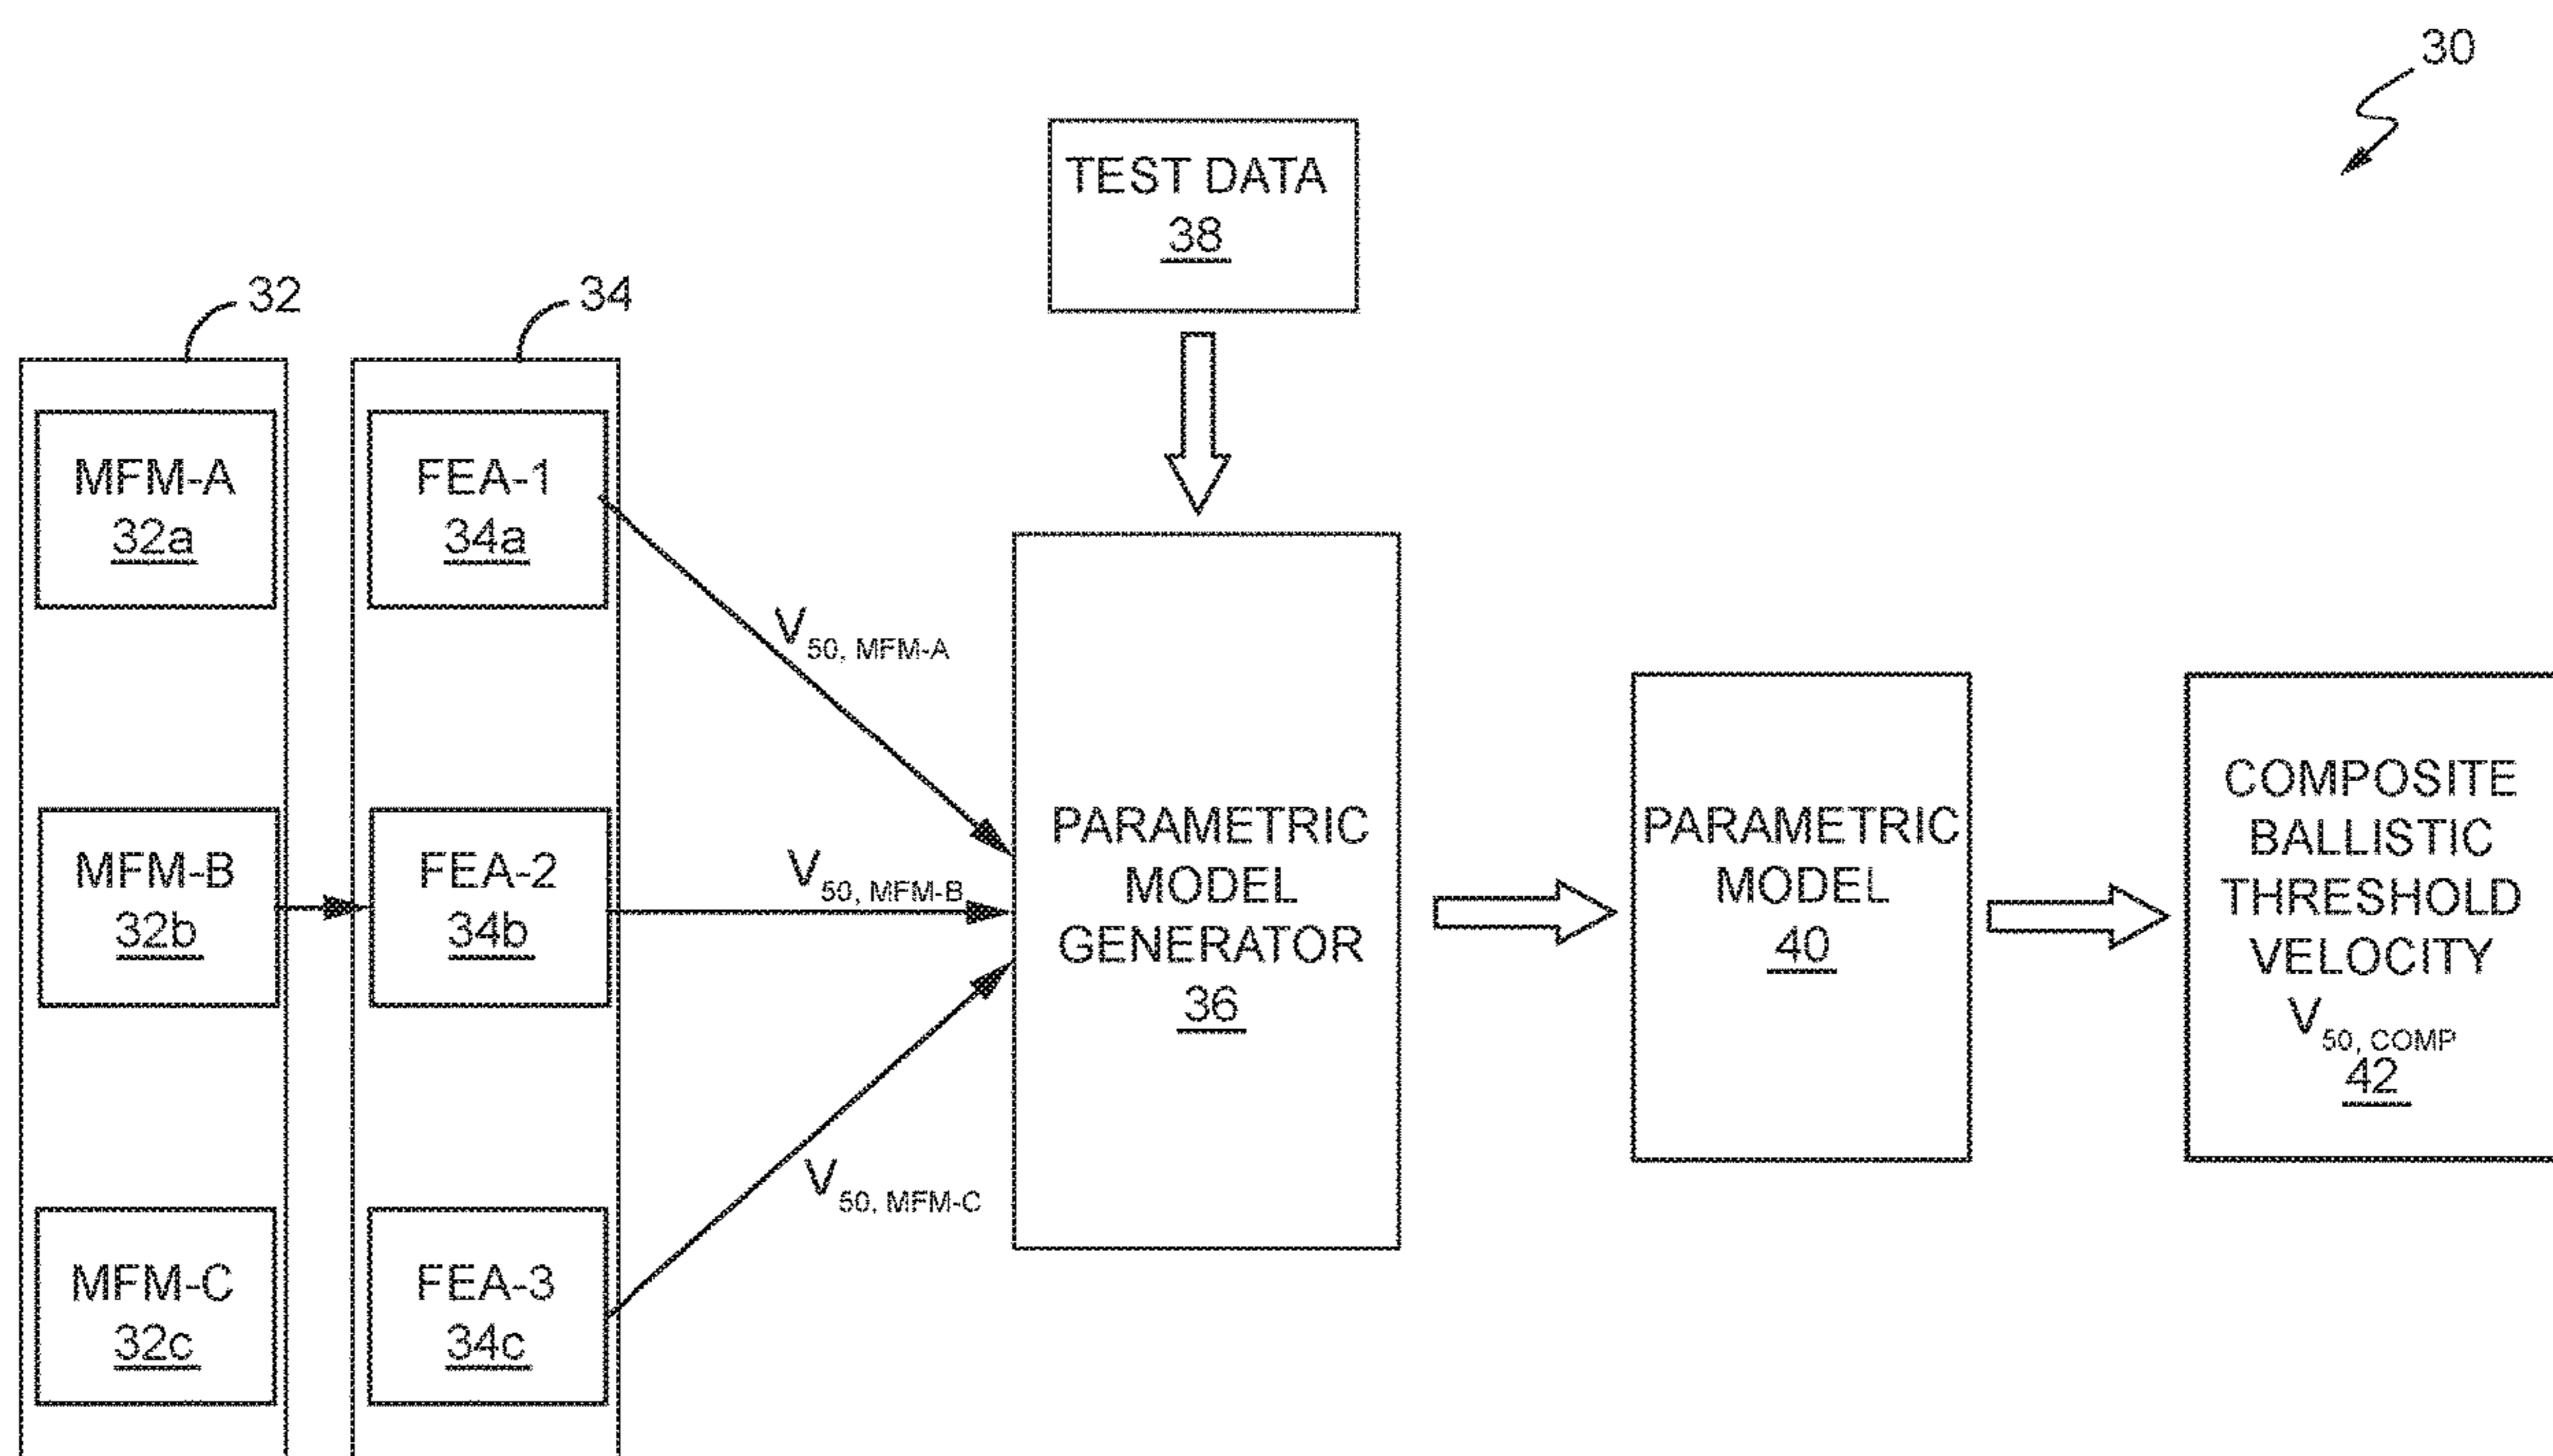 30
TEST DATA
38
32
34
MFM-A
32a
FEA-1
34a
V50, MFM-A
MFM-B
32b
FEA-2
34b
V50, MFM-B
MFM-C
32c
FEA-3
34c
V50, MFM-C
PARAMETRIC
MODEL
GENERATOR
36
PARAMETRIC
MODEL
40
COMPOSITE
BALLISTIC
THRESHOLD
VELOCITY
V50, COMP
42